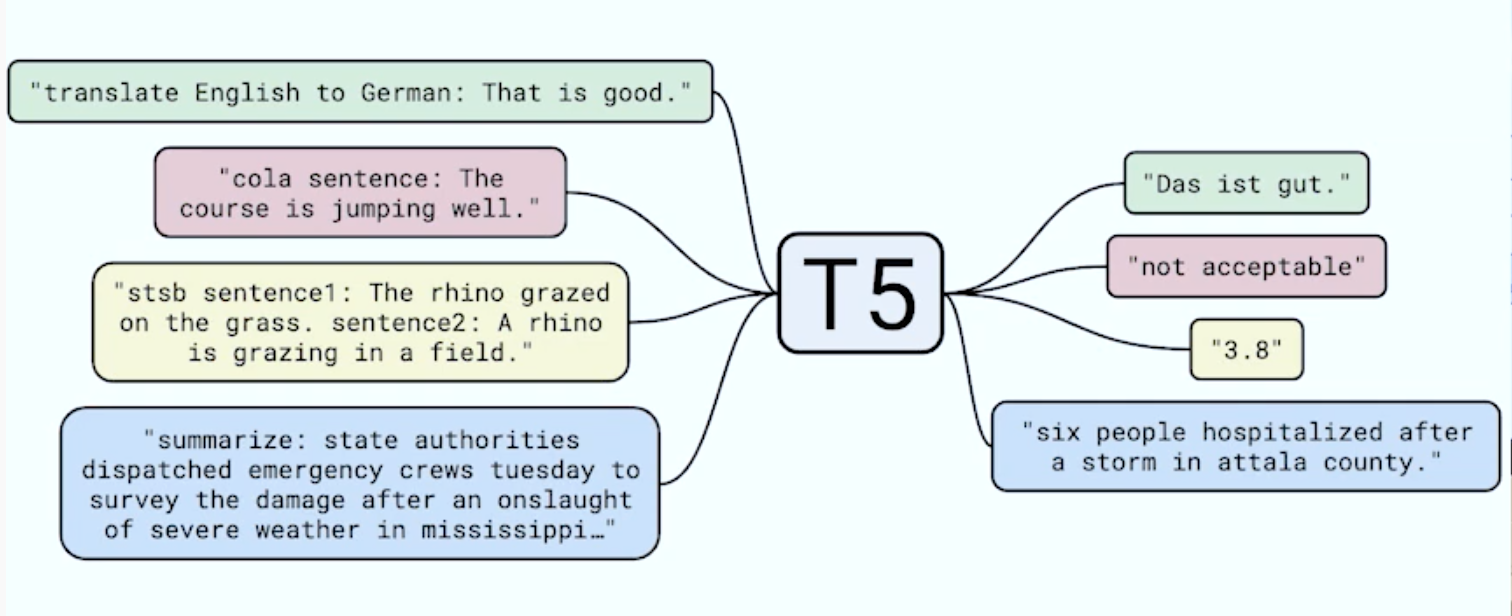 "translate English to German: That is good."
"cola sentence: The
course is jumping well."
"stsb sentence1: The rhino grazed
on the grass. sentence2: A rhino
is grazing in a field."
"summarize: state authorities
dispatched emergency crews tuesday to
survey the damage after an onslaught
of severe weather in mississippi…"
T5
"Das ist gut."
"not acceptable"
"3.8"
"six people hospitalized after
a storm in attala county."